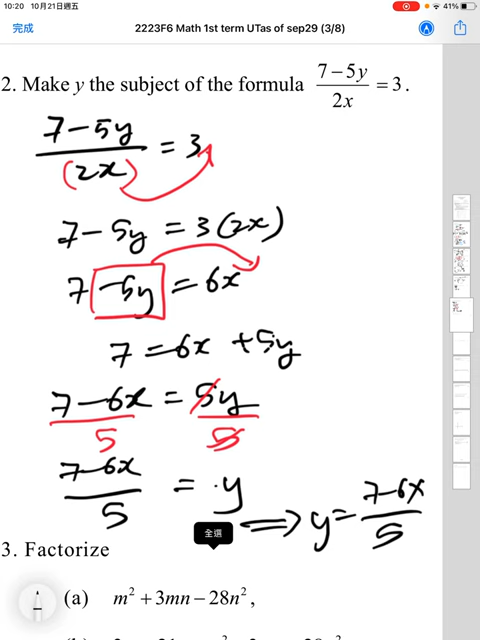 10:20 10月21日週五 41%
完成 2223F6 Math 1st term UTas of sep29 (3/8)
2. Make y the subject of the formula (7 − 5y)/(2x) = 3.
(7 − 5y)/(2x) = 3
7 − 5y = 3(2x)
7 − 5y = 6x
7 = 6x + 5y
(7 − 6x)/5 = 5y/5
(7 − 6x)/5 = y ⟹ y = (7 − 6x)/5
全選
3. Factorize
(a) m² + 3mn − 28n²,